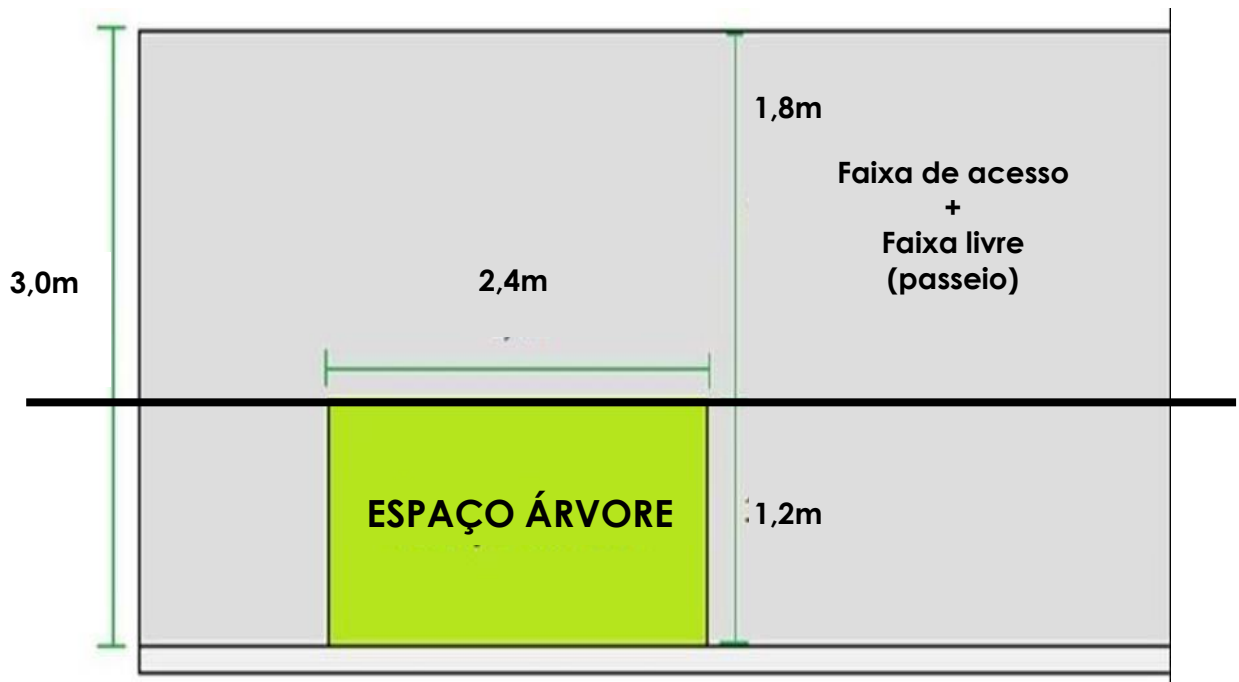 1,8m
Faixa de acesso
+
Faixa livre
(passeio)
3,0m
2,4m
ESPAÇO ÁRVORE
1,2m